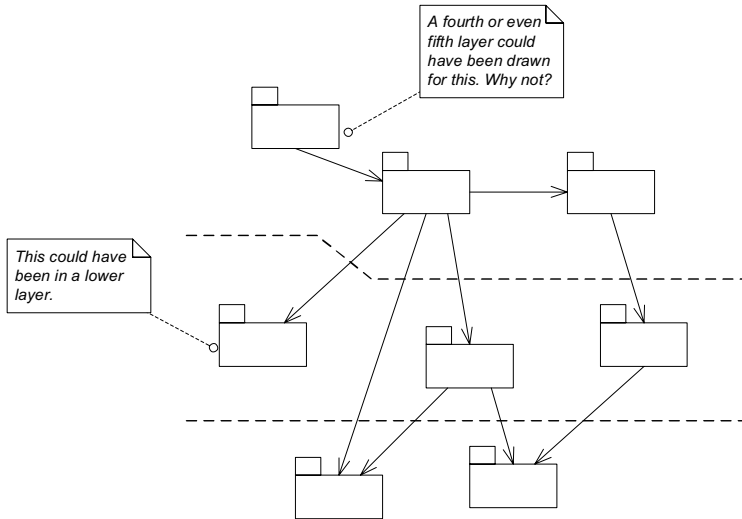 A fourth or even
fifth layer could
have been drawn
for this. Why not?
This could have
been in a lower
layer.